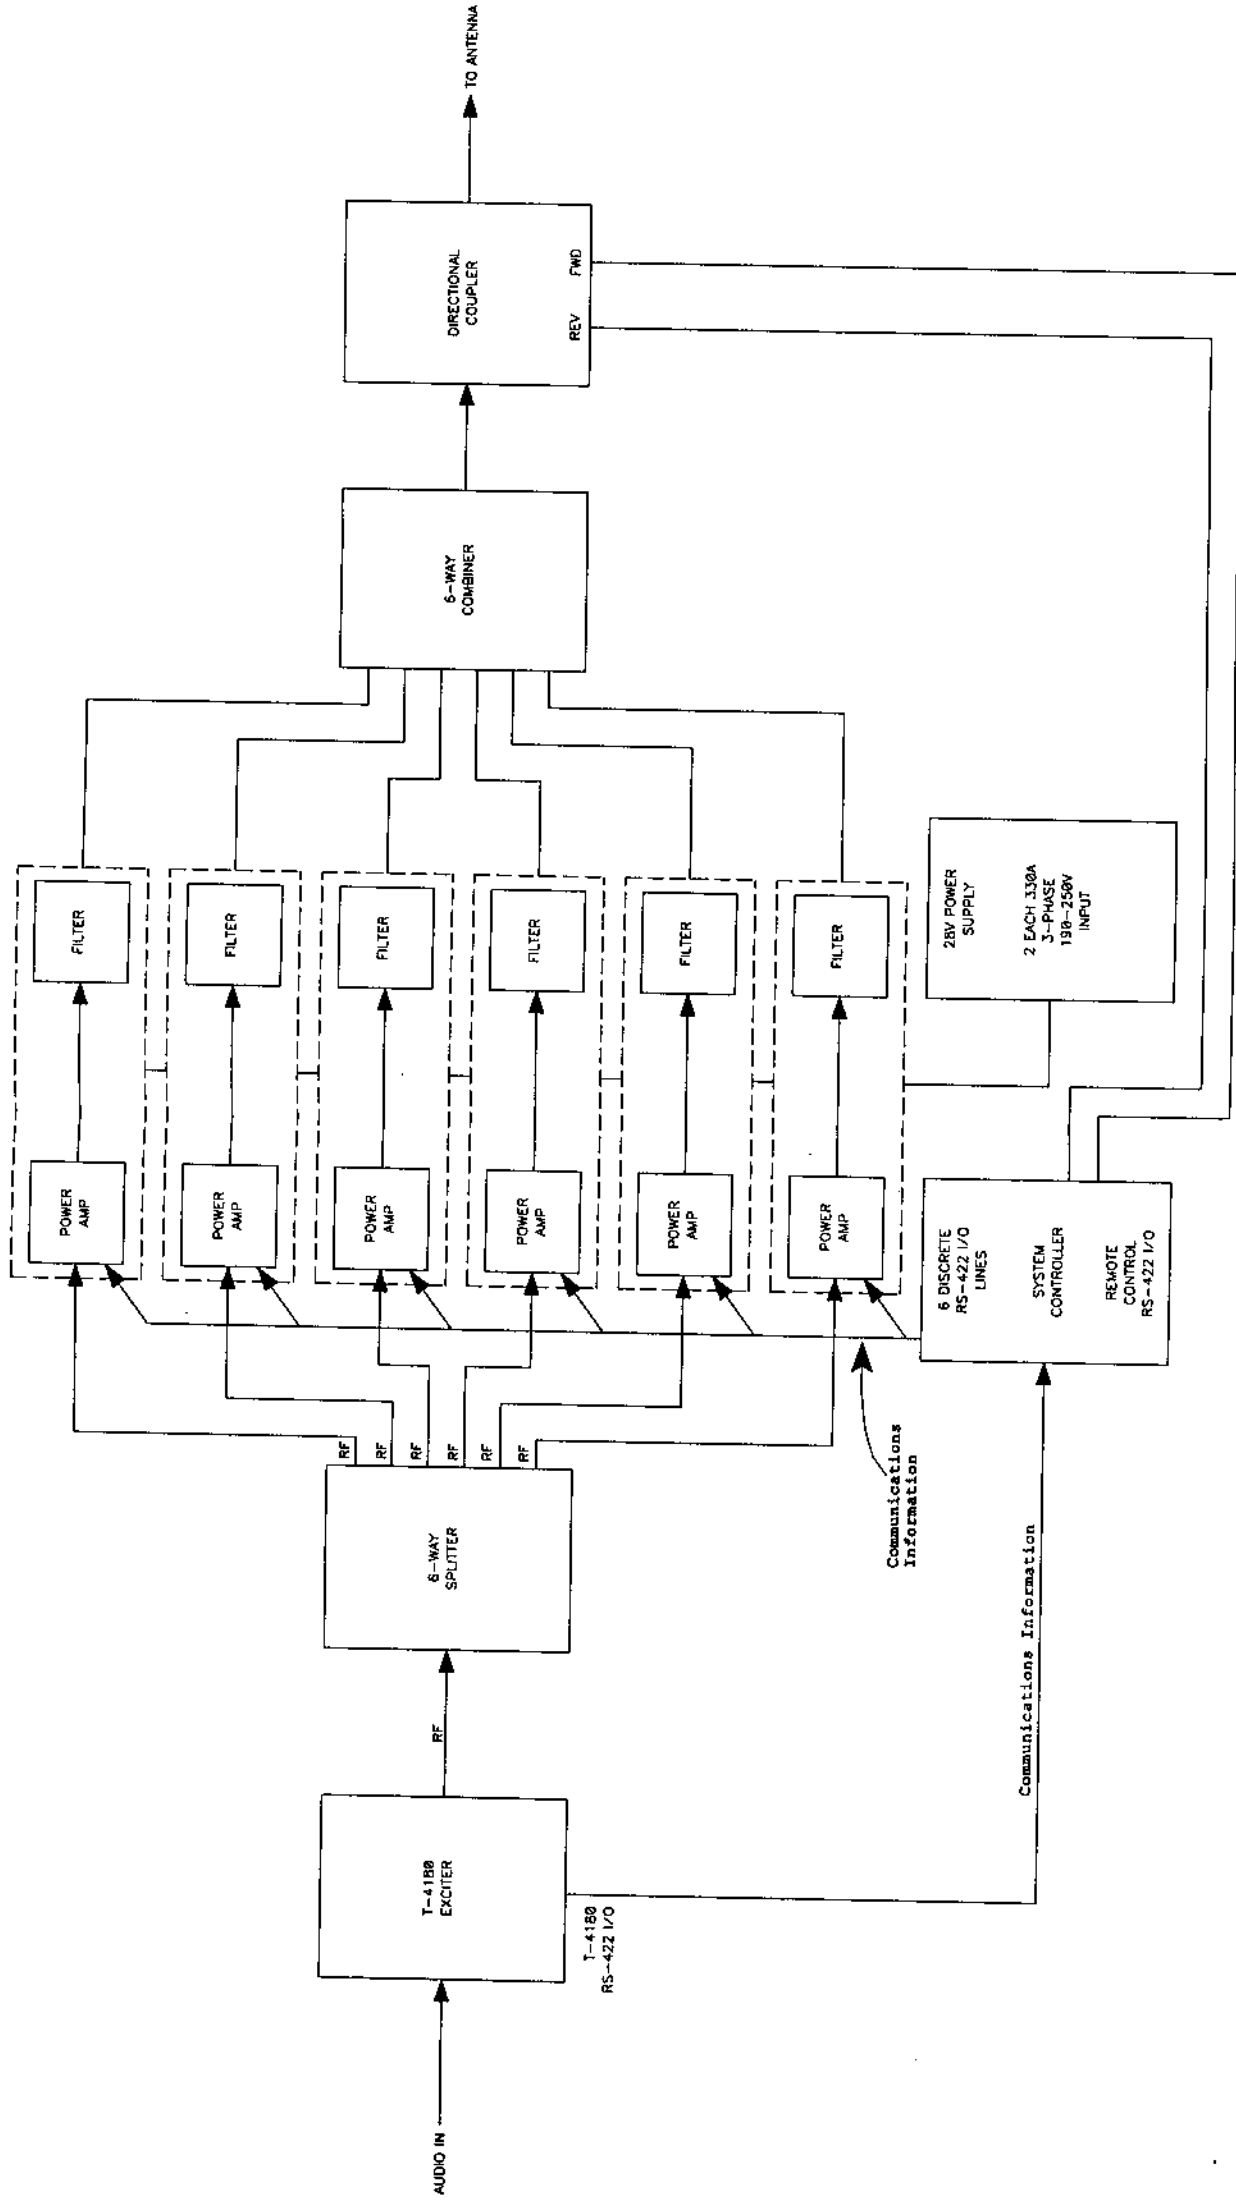 AUDIO IN
T-4180
EXCITER
T-4180
RS-422 I/O
RF
6-WAY
SPLITTER
RF
RF
RF
RF
RF
RF
Communications Information
Communications
Information
POWER
AMP
FILTER
POWER
AMP
FILTER
POWER
AMP
FILTER
POWER
AMP
FILTER
POWER
AMP
FILTER
POWER
AMP
FILTER
6 DISCRETE
RS-422 I/O
LINES
SYSTEM
CONTROLLER
REMOTE
CONTROL
RS-422 I/O
28V POWER
SUPPLY
2 EACH 330A
3-PHASE
190-250V
INPUT
6-WAY
COMBINER
DIRECTIONAL
COUPLER
REV
FWD
TO ANTENNA